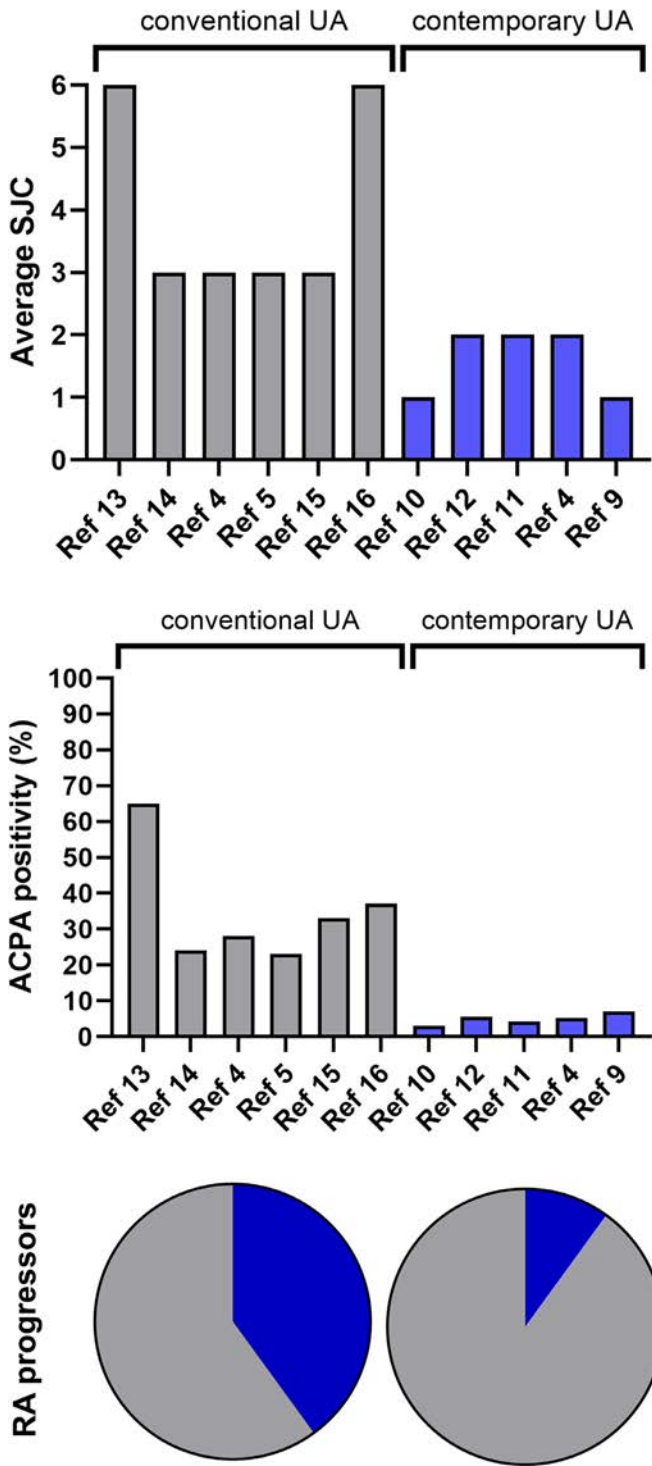 conventional UA contemporary UA
Average SJC
6
5
4
3
2
1
0
Ref 13 Ref 14 Ref 4 Ref 5 Ref 15 Ref 16 Ref 10 Ref 12 Ref 11 Ref 4 Ref 9
conventional UA contemporary UA
ACPA positivity (%)
100
90
80
70
60
50
40
30
20
10
0
Ref 13 Ref 14 Ref 4 Ref 5 Ref 15 Ref 16 Ref 10 Ref 12 Ref 11 Ref 4 Ref 9
RA progressors